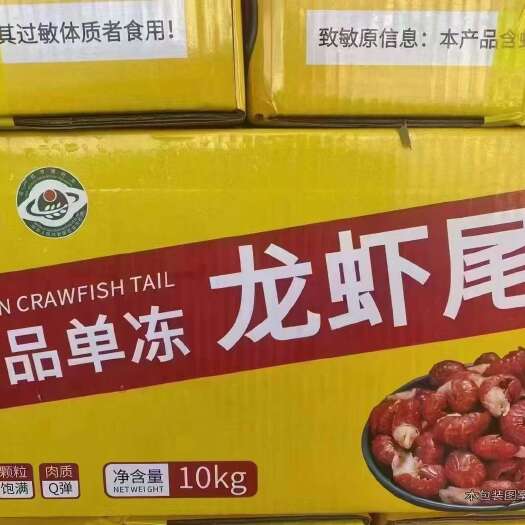 其过敏体质者食用!
致敏原信息: 本产品含
N CRAWFISH TAIL
品单冻 龙虾尾
颗粒 饱满
肉质 Q弹
净含量 NET WEIGHT 10kg
本包装图案